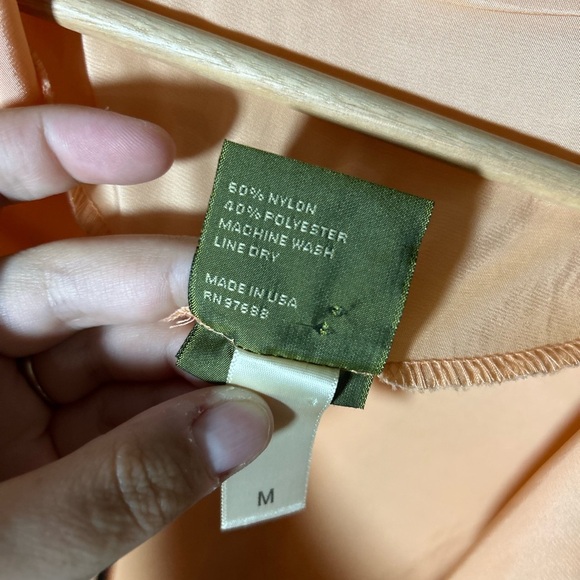 60% NYLON
40% POLYESTER
MACHINE WASH
LINE DRY
MADE IN USA
RN 97688
M